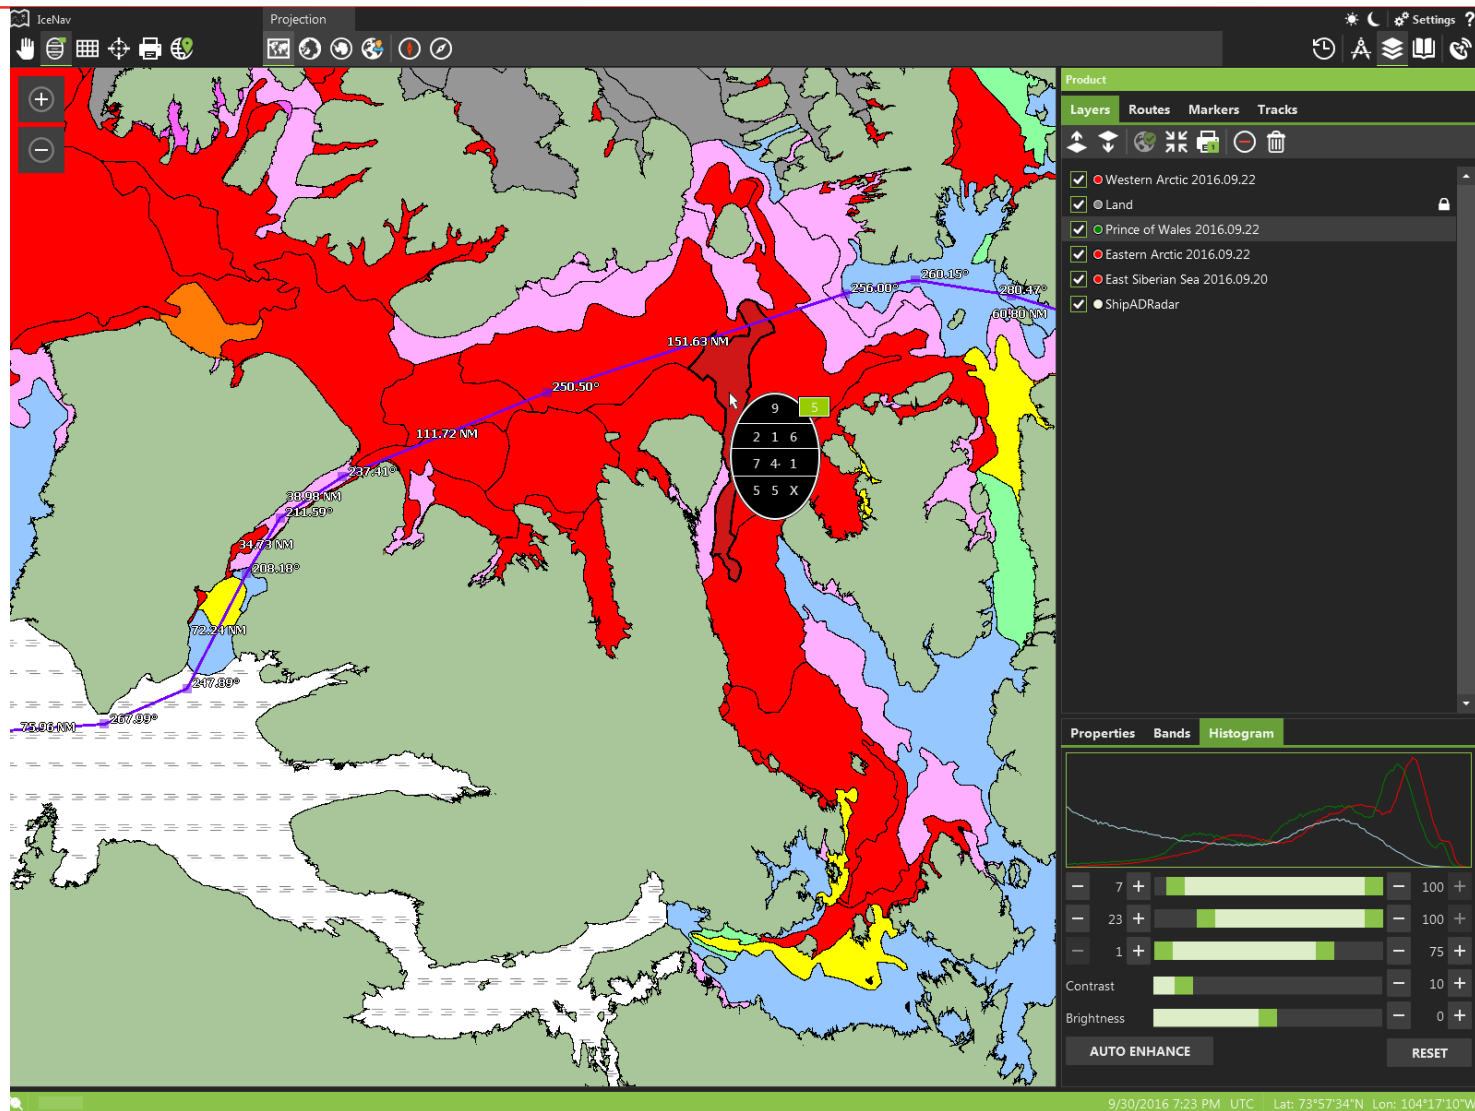 IceNav
Projection
Settings ?
Product
Layers Routes Markers Tracks
Western Arctic 2016.09.22
Land
Prince of Wales 2016.09.22
Eastern Arctic 2016.09.22
East Siberian Sea 2016.09.20
ShipADRadar
260.15°
256.00°
280.47°
60.80 NM
151.63 NM
250.50°
9 5
2 1 6
7 4· 1
5 5 X
111.72 NM
237.41°
38.98 NM
211.59°
34.73 NM
208.18°
72.24 NM
247.89°
267.99°
75.96 NM
Properties Bands Histogram
7 100
23 100
1 75
Contrast 10
Brightness 0
AUTO ENHANCE RESET
9/30/2016 7:23 PM UTC Lat: 73°57'34"N Lon: 104°17'10"W